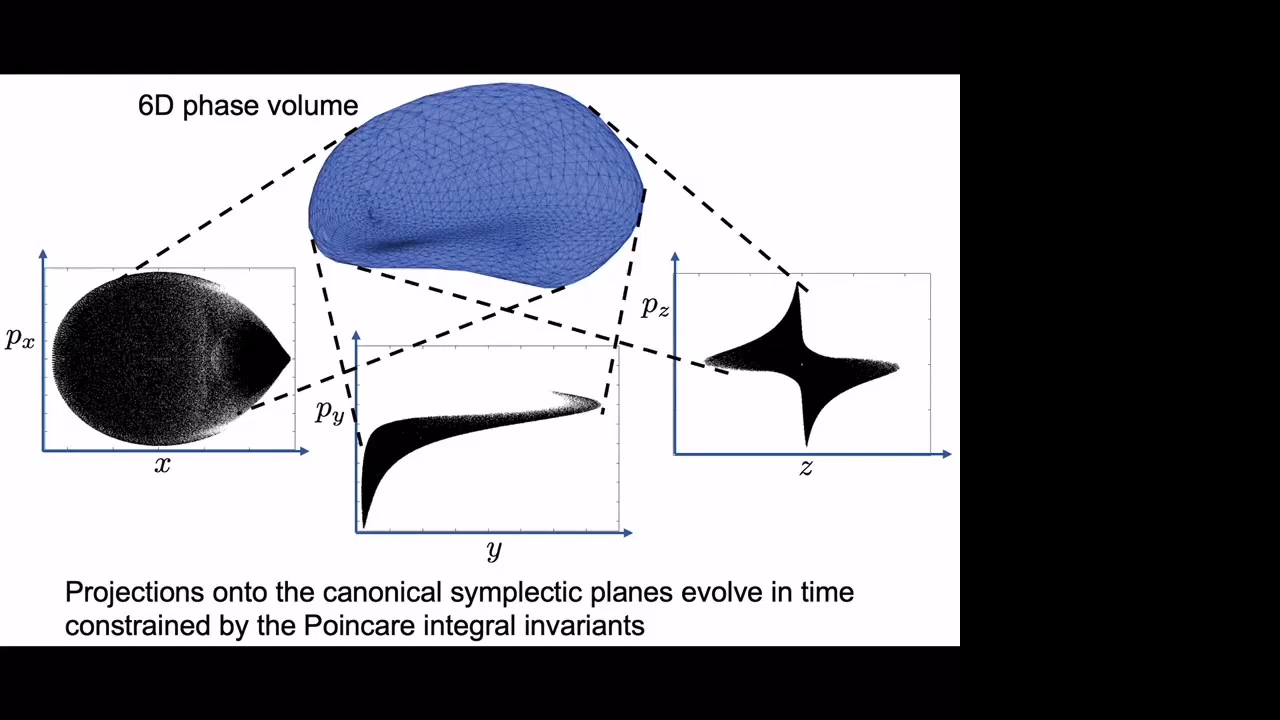 6D phase volume
p_x
x
p_y
y
p_z
z
Projections onto the canonical symplectic planes evolve in time
constrained by the Poincare integral invariants